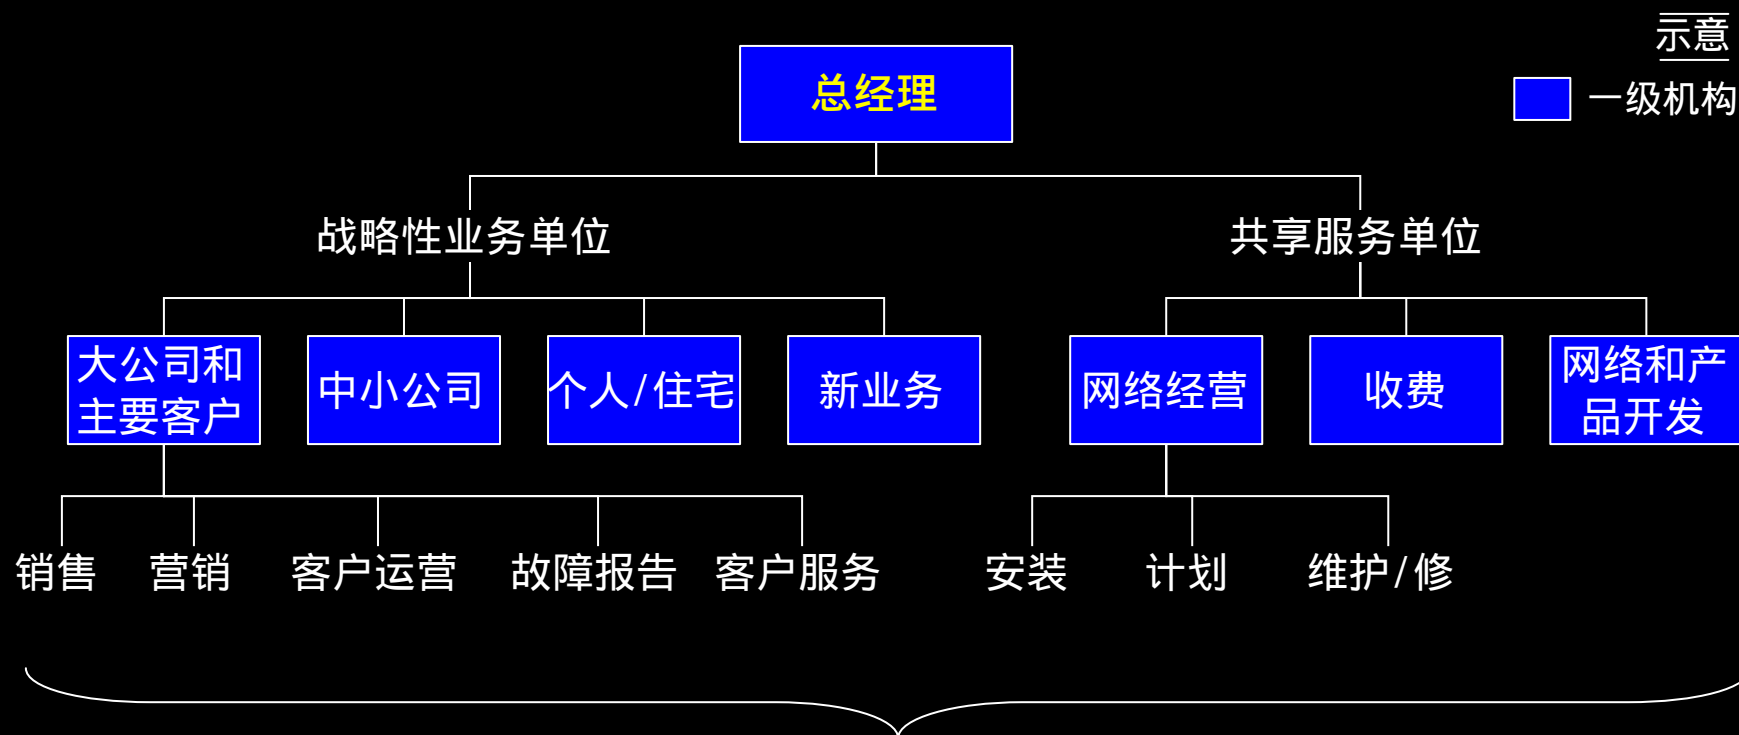 示意
一级机构
总经理
战略性业务单位
共享服务单位
大公司和
主要客户
中小公司
个人/住宅
新业务
网络经营
收费
网络和产
品开发
销售
营销
客户运营
故障报告
客户服务
安装
计划
维护/修